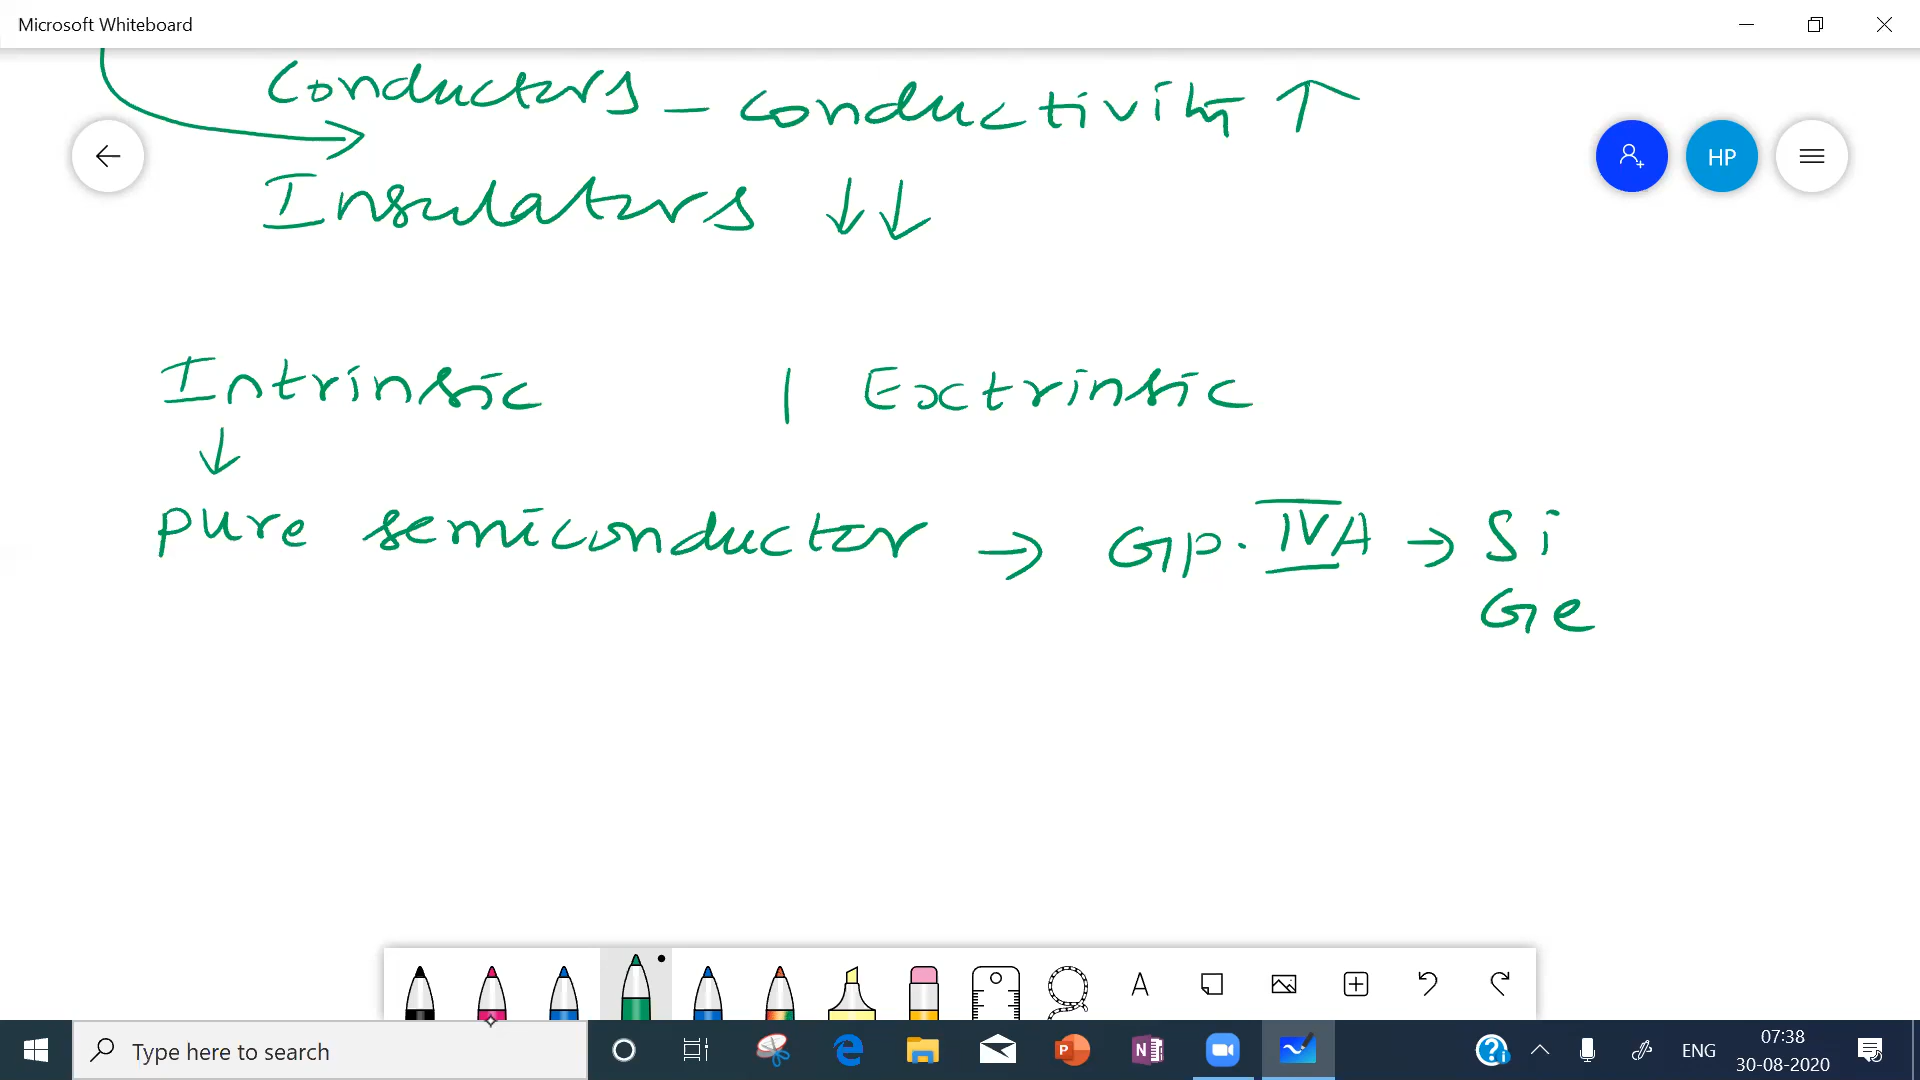 Microsoft Whiteboard
Conductors – conductivity ↑
Insulators ↓↓
HP
Intrinsic | Extrinsic
↓
pure semiconductor → Gp. IVA → Si
Ge
A
Type here to search
ENG
07:38
30-08-2020